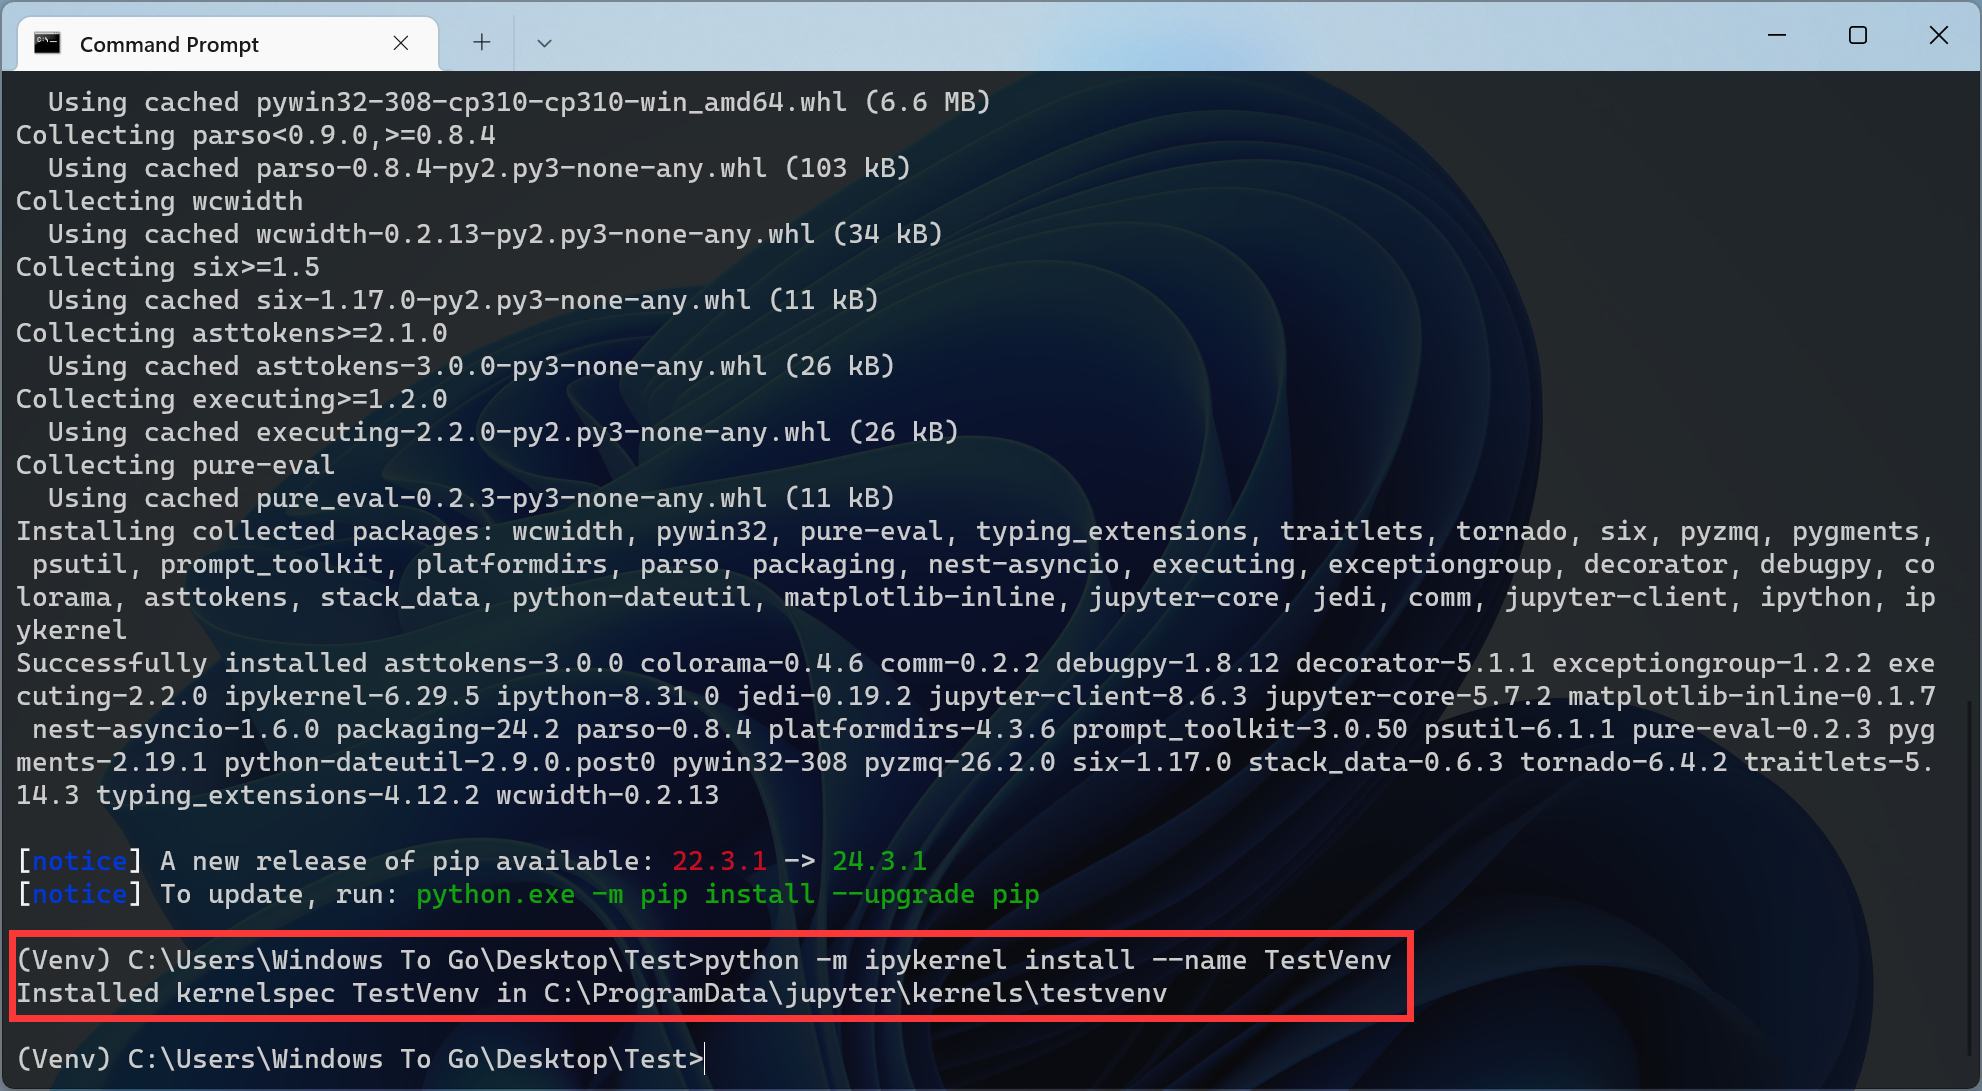 Command Prompt
  Using cached pywin32-308-cp310-cp310-win_amd64.whl (6.6 MB)
Collecting parso<0.9.0,>=0.8.4
  Using cached parso-0.8.4-py2.py3-none-any.whl (103 kB)
Collecting wcwidth
  Using cached wcwidth-0.2.13-py2.py3-none-any.whl (34 kB)
Collecting six>=1.5
  Using cached six-1.17.0-py2.py3-none-any.whl (11 kB)
Collecting asttokens>=2.1.0
  Using cached asttokens-3.0.0-py3-none-any.whl (26 kB)
Collecting executing>=1.2.0
  Using cached executing-2.2.0-py2.py3-none-any.whl (26 kB)
Collecting pure-eval
  Using cached pure_eval-0.2.3-py3-none-any.whl (11 kB)
Installing collected packages: wcwidth, pywin32, pure-eval, typing_extensions, traitlets, tornado, six, pyzmq, pygments,
 psutil, prompt_toolkit, platformdirs, parso, packaging, nest-asyncio, executing, exceptiongroup, decorator, debugpy, co
lorama, asttokens, stack_data, python-dateutil, matplotlib-inline, jupyter-core, jedi, comm, jupyter-client, ipython, ip
ykernel
Successfully installed asttokens-3.0.0 colorama-0.4.6 comm-0.2.2 debugpy-1.8.12 decorator-5.1.1 exceptiongroup-1.2.2 exe
cuting-2.2.0 ipykernel-6.29.5 ipython-8.31.0 jedi-0.19.2 jupyter-client-8.6.3 jupyter-core-5.7.2 matplotlib-inline-0.1.7
 nest-asyncio-1.6.0 packaging-24.2 parso-0.8.4 platformdirs-4.3.6 prompt_toolkit-3.0.50 psutil-6.1.1 pure-eval-0.2.3 pyg
ments-2.19.1 python-dateutil-2.9.0.post0 pywin32-308 pyzmq-26.2.0 six-1.17.0 stack_data-0.6.3 tornado-6.4.2 traitlets-5.
14.3 typing_extensions-4.12.2 wcwidth-0.2.13
[notice] A new release of pip available: 22.3.1 -> 24.3.1
[notice] To update, run: python.exe -m pip install --upgrade pip
(Venv) C:\Users\Windows To Go\Desktop\Test>python -m ipykernel install --name TestVenv
Installed kernelspec TestVenv in C:\ProgramData\jupyter\kernels\testvenv
(Venv) C:\Users\Windows To Go\Desktop\Test>